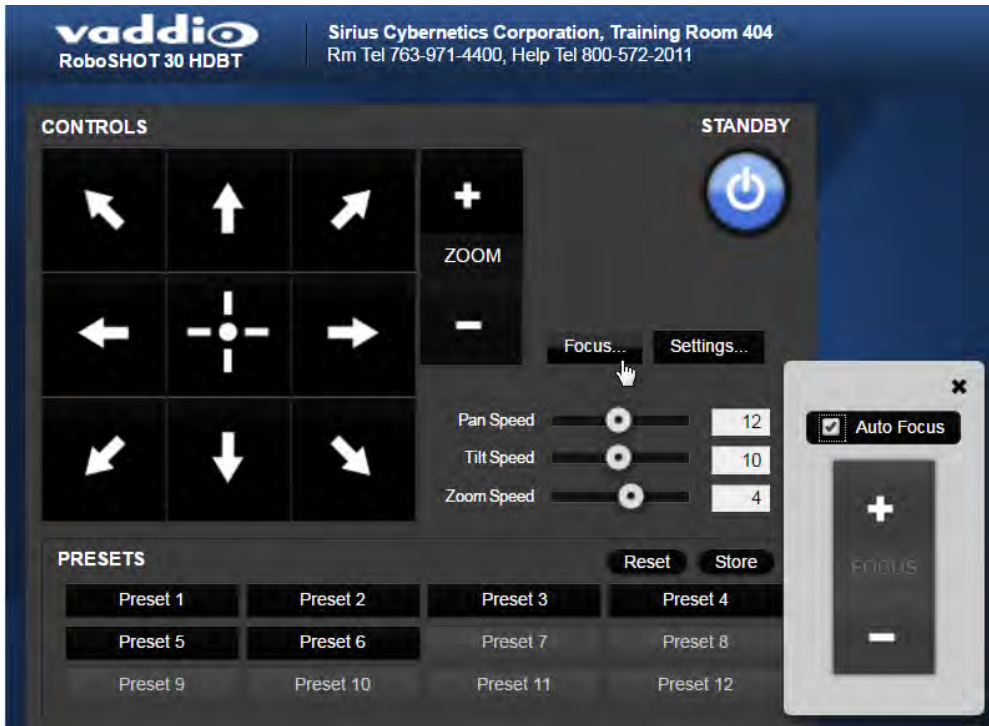 vaddio
RoboSHOT 30 HDBT
Sirius Cybernetics Corporation, Training Room 404
Rm Tel 763-971-4400, Help Tel 800-572-2011
CONTROLS
STANDBY
ZOOM
Focus...
Settings...
Pan Speed 12
Tilt Speed 10
Zoom Speed 4
Auto Focus
FOCUS
PRESETS
Reset
Store
Preset 1 Preset 2 Preset 3 Preset 4
Preset 5 Preset 6 Preset 7 Preset 8
Preset 9 Preset 10 Preset 11 Preset 12